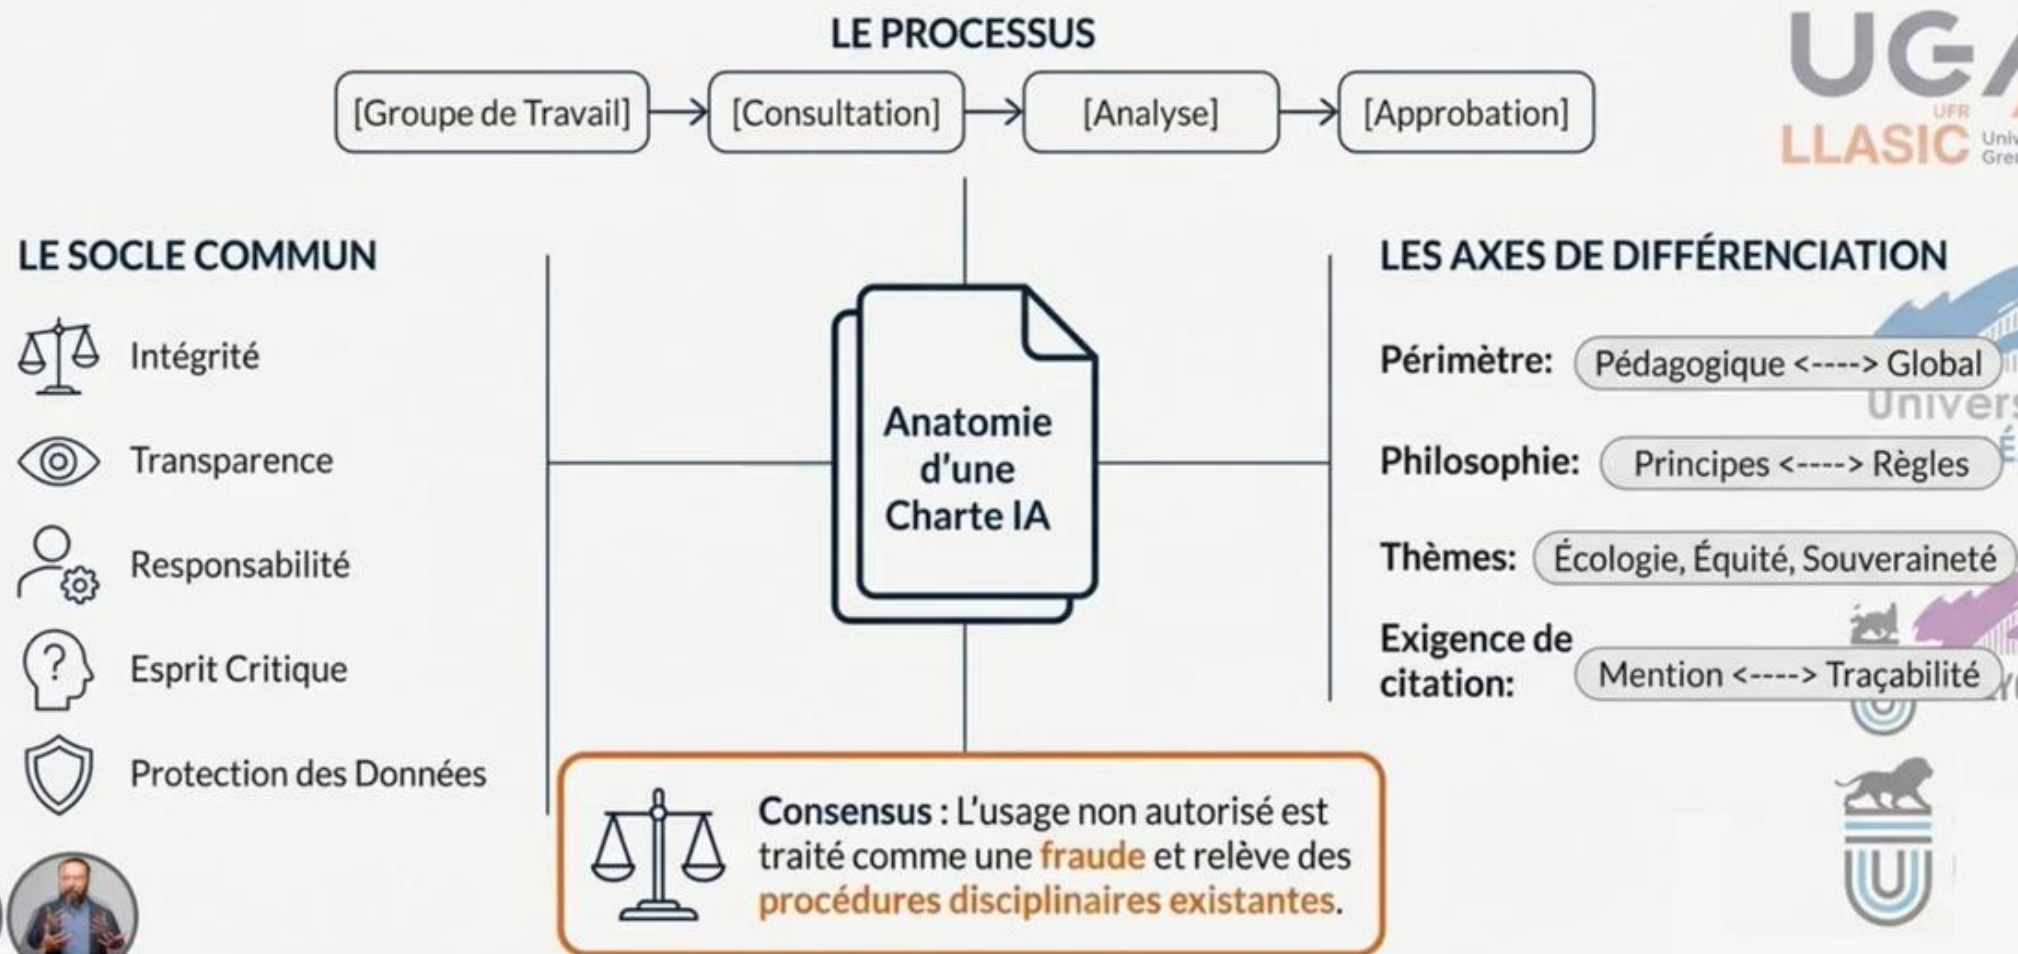 LE PROCESSUS
[Groupe de Travail]
[Consultation]
[Analyse]
[Approbation]
UFR
LLASIC
LE SOCLE COMMUN
Intégrité
Transparence
Responsabilité
Esprit Critique
Protection des Données
Anatomie
d'une
Charte IA
LES AXES DE DIFFÉRENCIATION
Périmètre: Pédagogique <----> Global
Philosophie: Principes <----> Règles
Thèmes: Écologie, Équité, Souveraineté
Exigence de
citation: Mention <----> Traçabilité
Consensus : L'usage non autorisé est
traité comme une fraude et relève des
procédures disciplinaires existantes.